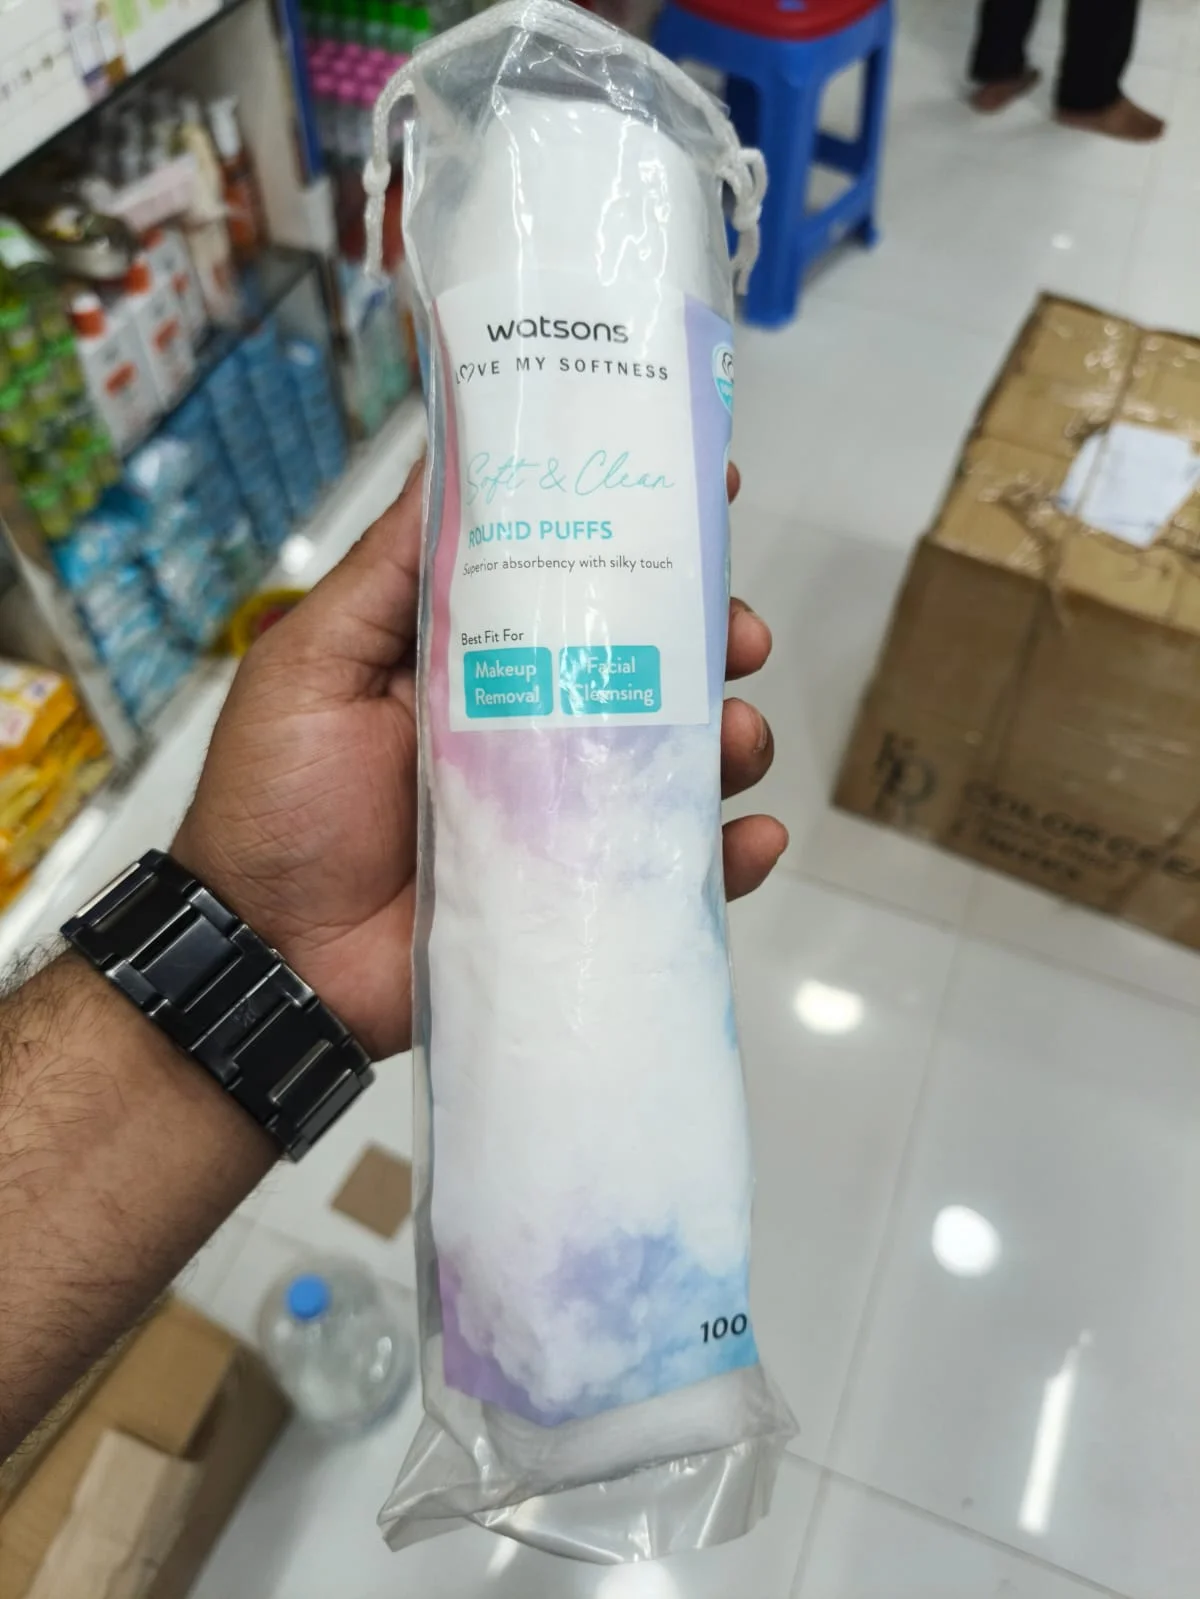 watsons
LOVE MY SOFTNESS
Soft & Clean
ROUND PUFFS
Superior absorbency with silky touch
Best Fit For
Makeup
Removal
Facial
Cleansing
100